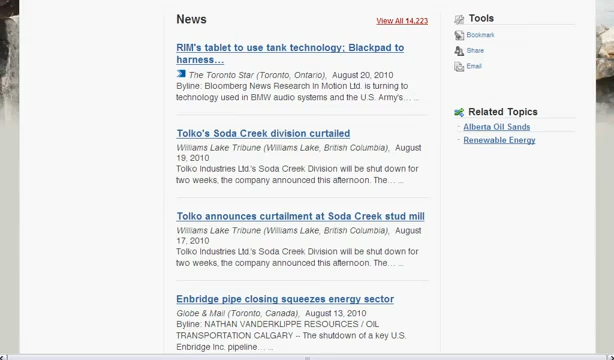 News
View All 14,223
RIM's tablet to use tank technology; Blackpad to
harness…
The Toronto Star (Toronto, Ontario), August 20, 2010
Byline: Bloomberg News Research In Motion Ltd. is turning to
technology used in BMW audio systems and the U.S. Army's… ...
Tolko's Soda Creek division curtailed
Williams Lake Tribune (Williams Lake, British Columbia), August
19, 2010
Tolko Industries Ltd.'s Soda Creek Division will be shut down for
two weeks, the company announced this afternoon. The… ...
Tolko announces curtailment at Soda Creek stud mill
Williams Lake Tribune (Williams Lake, British Columbia), August
17, 2010
Tolko Industries Ltd.'s Soda Creek Division will be shut down for
two weeks, the company announced this afternoon. The… ...
Enbridge pipe closing squeezes energy sector
Globe & Mail (Toronto, Canada), August 13, 2010
Byline: NATHAN VANDERKLIPPE RESOURCES / OIL
TRANSPORTATION CALGARY -- The shutdown of a key U.S.
Enbridge Inc. pipeline… ...
Tools
Bookmark
Share
Email
Related Topics
Alberta Oil Sands
Renewable Energy